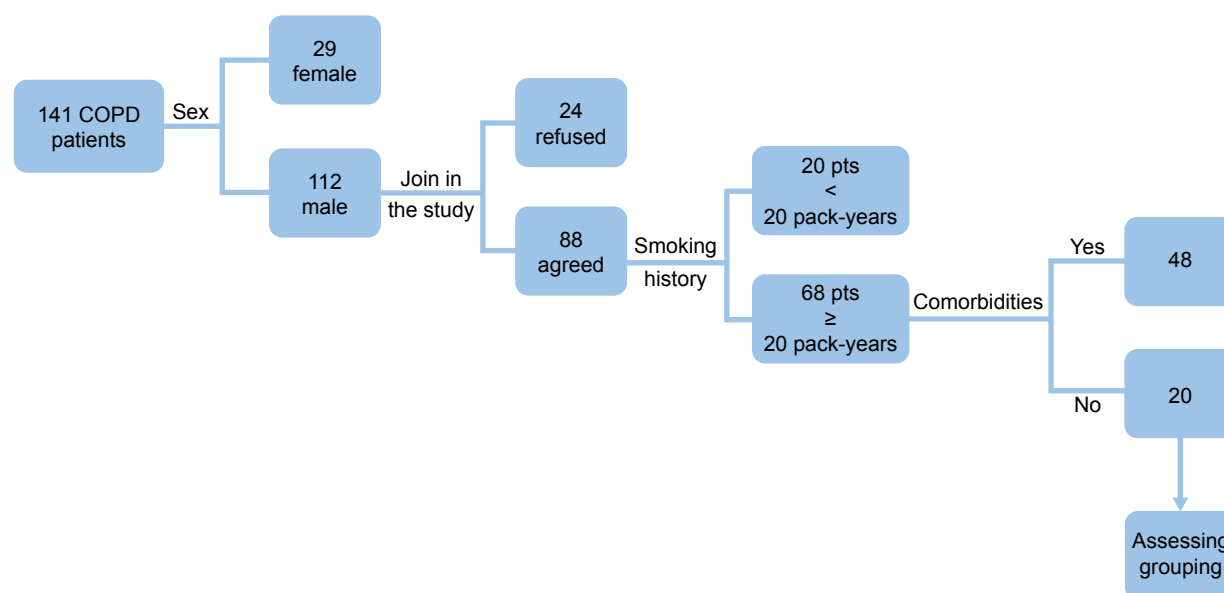 141 COPD
patients
Sex
29
female
112
male
Join in
the study
24
refused
88
agreed
Smoking
history
20 pts
<
20 pack-years
68 pts
≥
20 pack-years
Comorbidities
Yes
48
No
20
Assessing
grouping